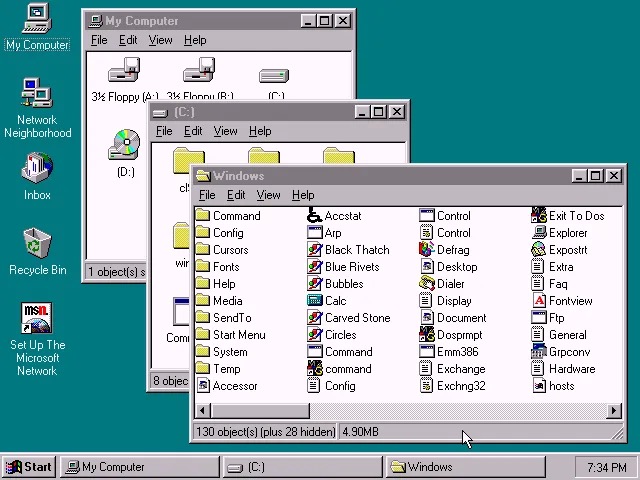 My Computer
Network
Neighborhood
Inbox
Recycle Bin
msn
Set Up The
Microsoft
Network
My Computer
File Edit View Help
3½ Floppy (A:) 3½ Floppy (B:) (C:)
(D:)
1 object(s) s
(C:)
File Edit View Help
win
Com
8 objec
Windows
File Edit View Help
Command Accstat Control Exit To Dos
Config Arp Control Explorer
Cursors Black Thatch Defrag Expostrt
Fonts Blue Rivets Desktop Extra
Help Bubbles Dialer Faq
Media Calc Display Fontview
SendTo Carved Stone Document Ftp
Start Menu Circles Dosprmpt General
System Command Emm386 Grpconv
Temp command Exchange Hardware
Accessor Config Exchng32 hosts
130 object(s) (plus 28 hidden) 4.90MB
Start My Computer (C:) Windows 7:34 PM